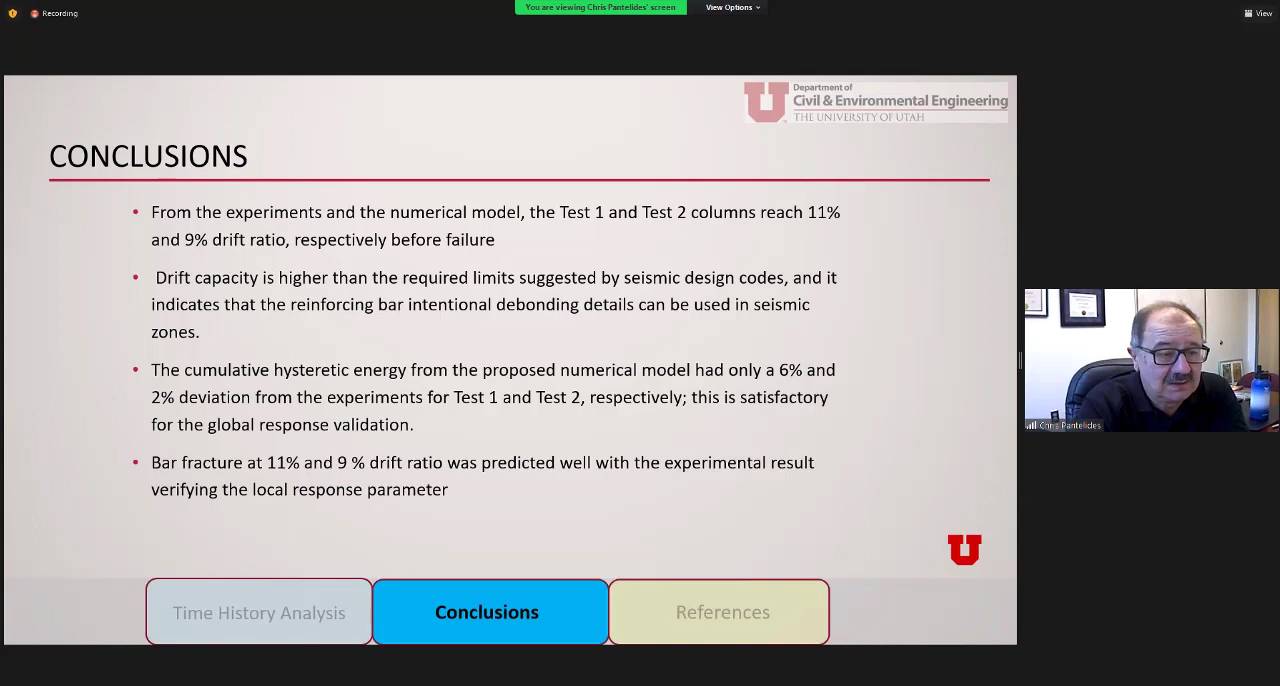 Recording
You are viewing Chris Pantelides' screen
View Options
View
Department of
Civil & Environmental Engineering
THE UNIVERSITY OF UTAH
CONCLUSIONS
• From the experiments and the numerical model, the Test 1 and Test 2 columns reach 11%
and 9% drift ratio, respectively before failure
• Drift capacity is higher than the required limits suggested by seismic design codes, and it
indicates that the reinforcing bar intentional debonding details can be used in seismic
zones.
• The cumulative hysteretic energy from the proposed numerical model had only a 6% and
2% deviation from the experiments for Test 1 and Test 2, respectively; this is satisfactory
for the global response validation.
• Bar fracture at 11% and 9 % drift ratio was predicted well with the experimental result
verifying the local response parameter
Chris Pantelides
Time History Analysis
Conclusions
References